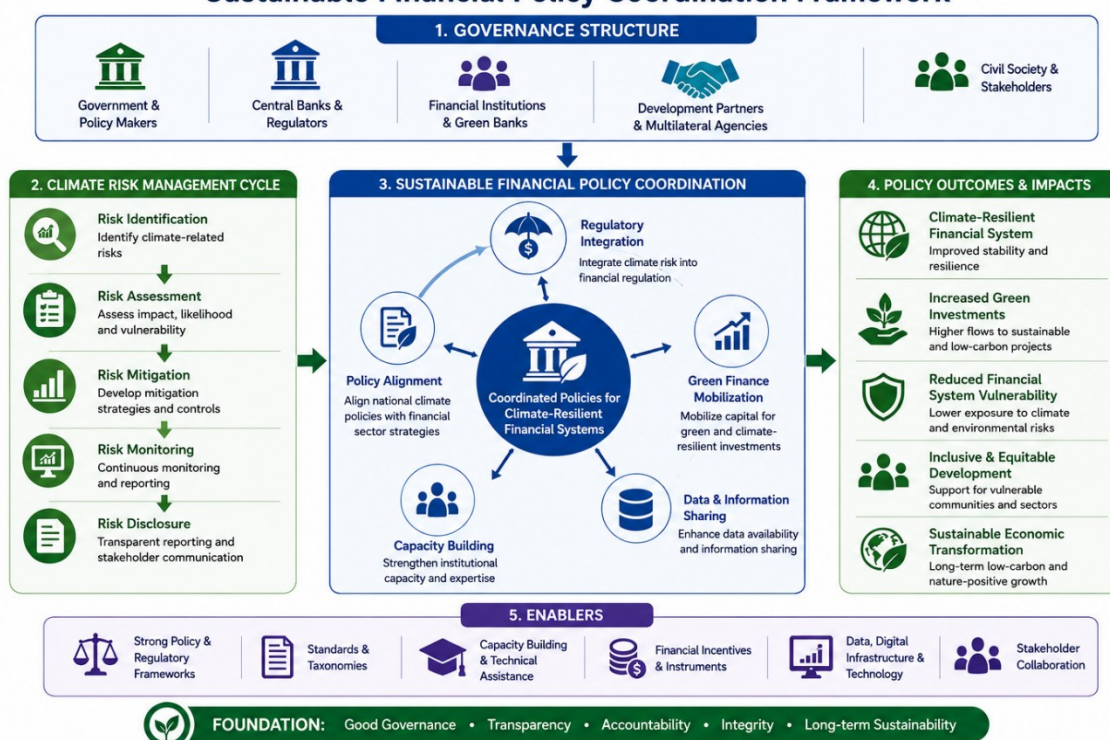 Sustainable Financial Policy Coordination Framework
1. GOVERNANCE STRUCTURE
Government &
Policy Makers
Central Banks &
Regulators
Financial Institutions
& Green Banks
Development Partners
& Multilateral Agencies
Civil Society &
Stakeholders
2. CLIMATE RISK MANAGEMENT CYCLE
Risk Identification
Identify climate-related
risks
Risk Assessment
Assess impact, likelihood
and vulnerability
Risk Mitigation
Develop mitigation
strategies and controls
Risk Monitoring
Continuous monitoring
and reporting
Risk Disclosure
Transparent reporting and
stakeholder communication
3. SUSTAINABLE FINANCIAL POLICY COORDINATION
$
Regulatory
Integration
Integrate climate risk into
financial regulation
Policy Alignment
Align national climate
policies with financial
sector strategies
Coordinated Policies for
Climate-Resilient
Financial Systems
Green Finance
Mobilization
Mobilize capital for
green and climate-
resilient investments
Capacity Building
Strengthen institutional
capacity and expertise
Data & Information
Sharing
Enhance data availability
and information sharing
4. POLICY OUTCOMES & IMPACTS
Climate-Resilient
Financial System
Improved stability and
resilience
Increased Green
Investments
Higher flows to sustainable
and low-carbon projects
Reduced Financial
System Vulnerability
Lower exposure to climate
and environmental risks
Inclusive & Equitable
Development
Support for vulnerable
communities and sectors
Sustainable Economic
Transformation
Long-term low-carbon and
nature-positive growth
5. ENABLERS
Strong Policy &
Regulatory
Frameworks
Standards &
Taxonomies
Capacity Building
& Technical
Assistance
$
Financial Incentives
& Instruments
Data, Digital
Infrastructure &
Technology
Stakeholder
Collaboration
FOUNDATION: Good Governance • Transparency • Accountability • Integrity • Long-term Sustainability